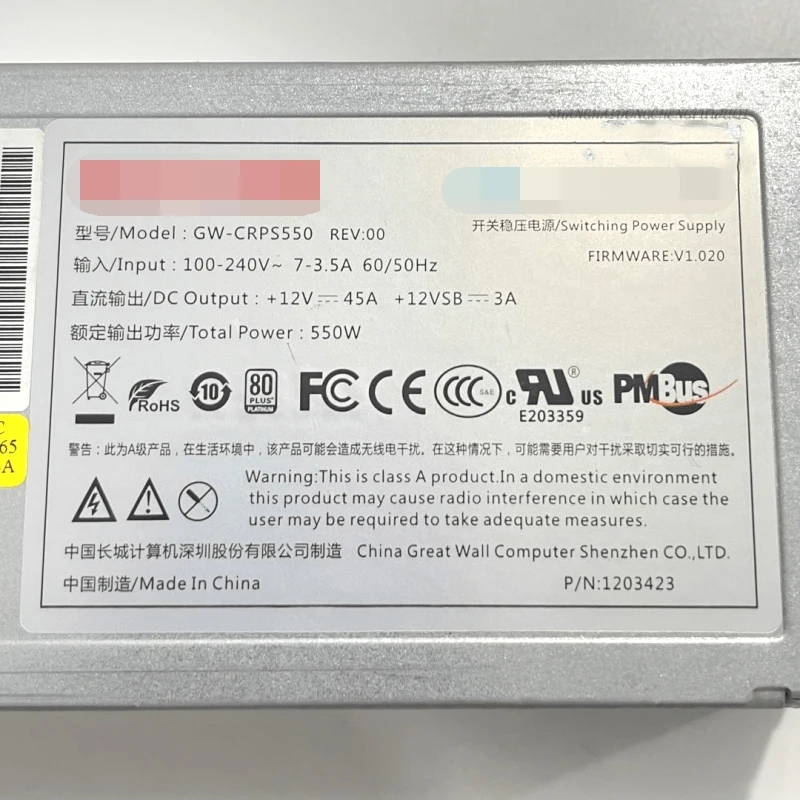 型号/Model : GW-CRPS550 REV:00
开关稳压电源/Switching Power Supply
输入/Input : 100-240V~ 7-3.5A 60/50Hz
FIRMWARE:V1.020
直流输出/DC Output : +12V⎓45A +12VSB⎓3A
额定输出功率/Total Power : 550W
RoHS
10
80 PLUS
PLATINUM
FC CE CCC S&E c UL ® US PMBus
E203359
C
65
-A
警告：此为A级产品，在生活环境中，该产品可能会造成无线电干扰。在这种情况下，可能需要用户对干扰采取切实可行的措施。
Warning:This is class A product.In a domestic environment
this product may cause radio interference in which case the
user may be required to take adequate measures.
中国长城计算机深圳股份有限公司制造 China Great Wall Computer Shenzhen CO.,LTD.
中国制造/Made In China
P/N:1203423